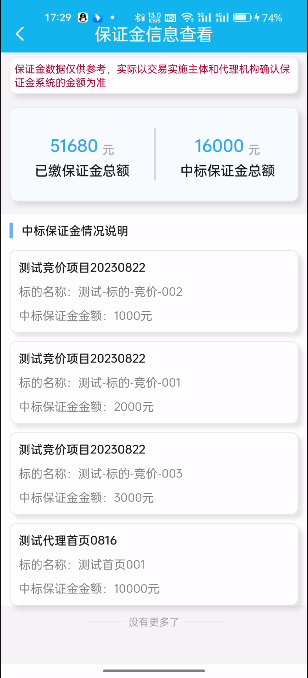 17:29
74%
保证金信息查看
保证金数据仅供参考，实际以交易实施主体和代理机构确认保
证金系统的金额为准
51680 元
已缴保证金总额
16000 元
中标保证金总额
中标保证金情况说明
测试竞价项目20230822
标的名称：测试-标的-竞价-002
中标保证金金额：1000元
测试竞价项目20230822
标的名称：测试-标的-竞价-001
中标保证金金额：2000元
测试竞价项目20230822
标的名称：测试-标的-竞价-003
中标保证金金额：3000元
测试代理首页0816
标的名称：测试首页001
中标保证金金额：10000元
没有更多了